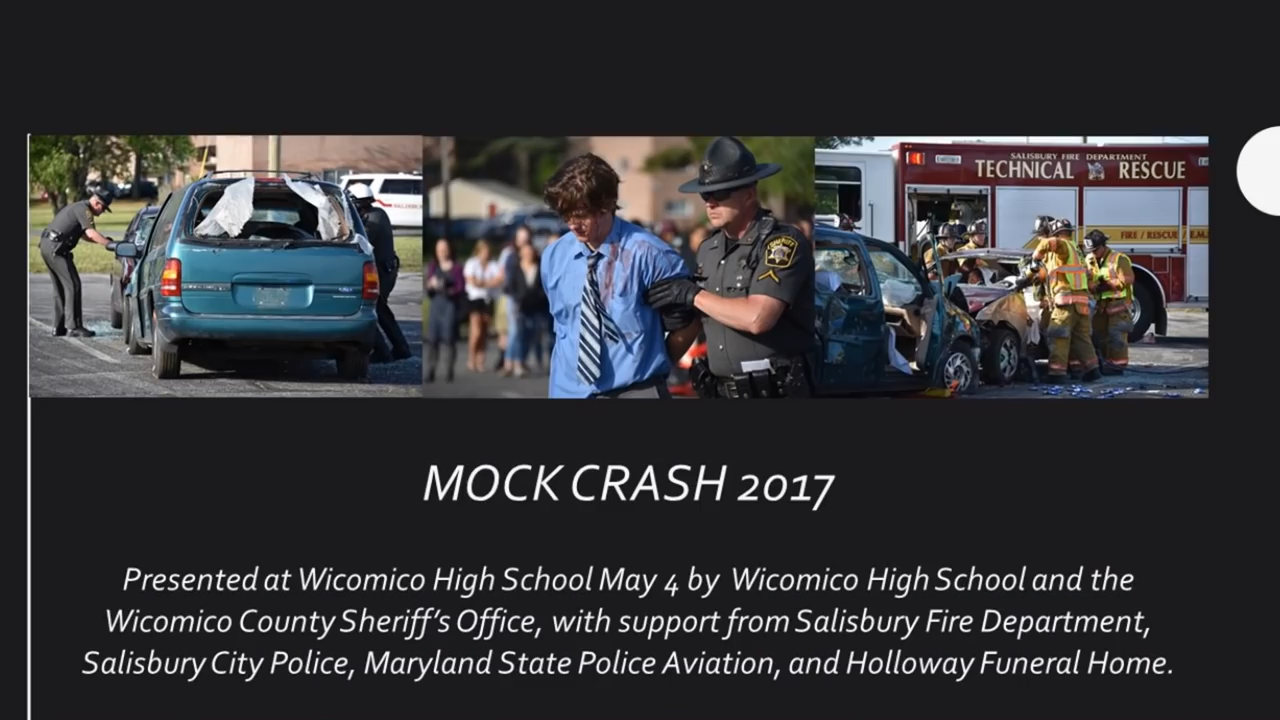 SALISBURY FIRE DEPARTMENT
TECHNICAL RESCUE
FIRE / RESCUE
MOCK CRASH 2017
Presented at Wicomico High School May 4 by Wicomico High School and the
Wicomico County Sheriff's Office, with support from Salisbury Fire Department,
Salisbury City Police, Maryland State Police Aviation, and Holloway Funeral Home.